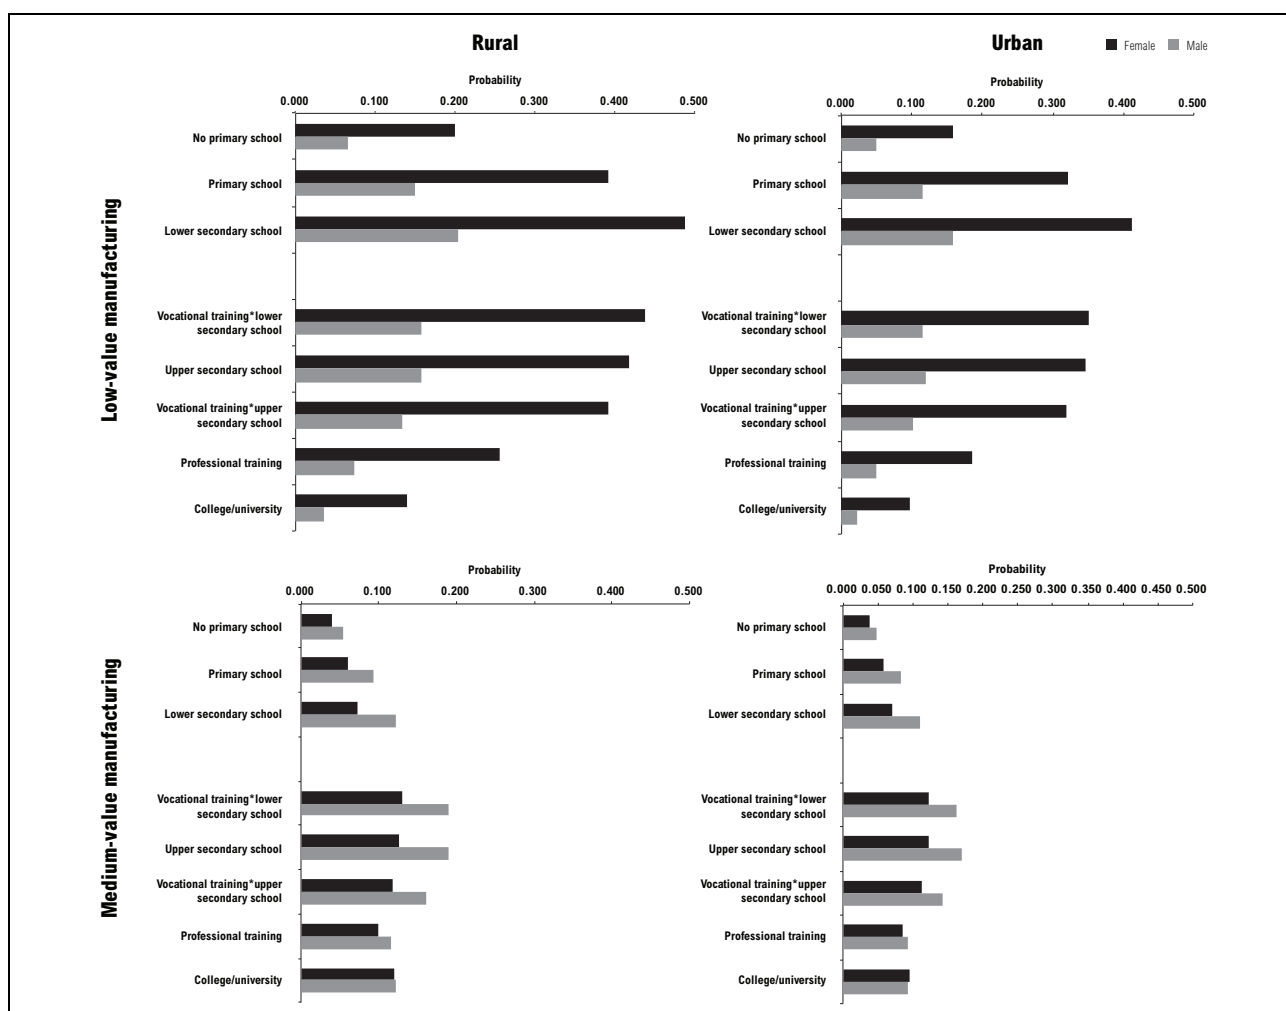 Rural
Urban
Female
Male
Low-value manufacturing
Probability
0.000 0.100 0.200 0.300 0.400 0.500
No primary school
Primary school
Lower secondary school
Vocational training*lower
secondary school
Upper secondary school
Vocational training*upper
secondary school
Professional training
College/university
Probability
0.000 0.100 0.200 0.300 0.400 0.500
No primary school
Primary school
Lower secondary school
Vocational training*lower
secondary school
Upper secondary school
Vocational training*upper
secondary school
Professional training
College/university
Medium-value manufacturing
Probability
0.000 0.100 0.200 0.300 0.400 0.500
No primary school
Primary school
Lower secondary school
Vocational training*lower
secondary school
Upper secondary school
Vocational training*upper
secondary school
Professional training
College/university
Probability
0.000 0.050 0.100 0.150 0.200 0.250 0.300 0.350 0.400 0.450 0.500
No primary school
Primary school
Lower secondary school
Vocational training*lower
secondary school
Upper secondary school
Vocational training*upper
secondary school
Professional training
College/university